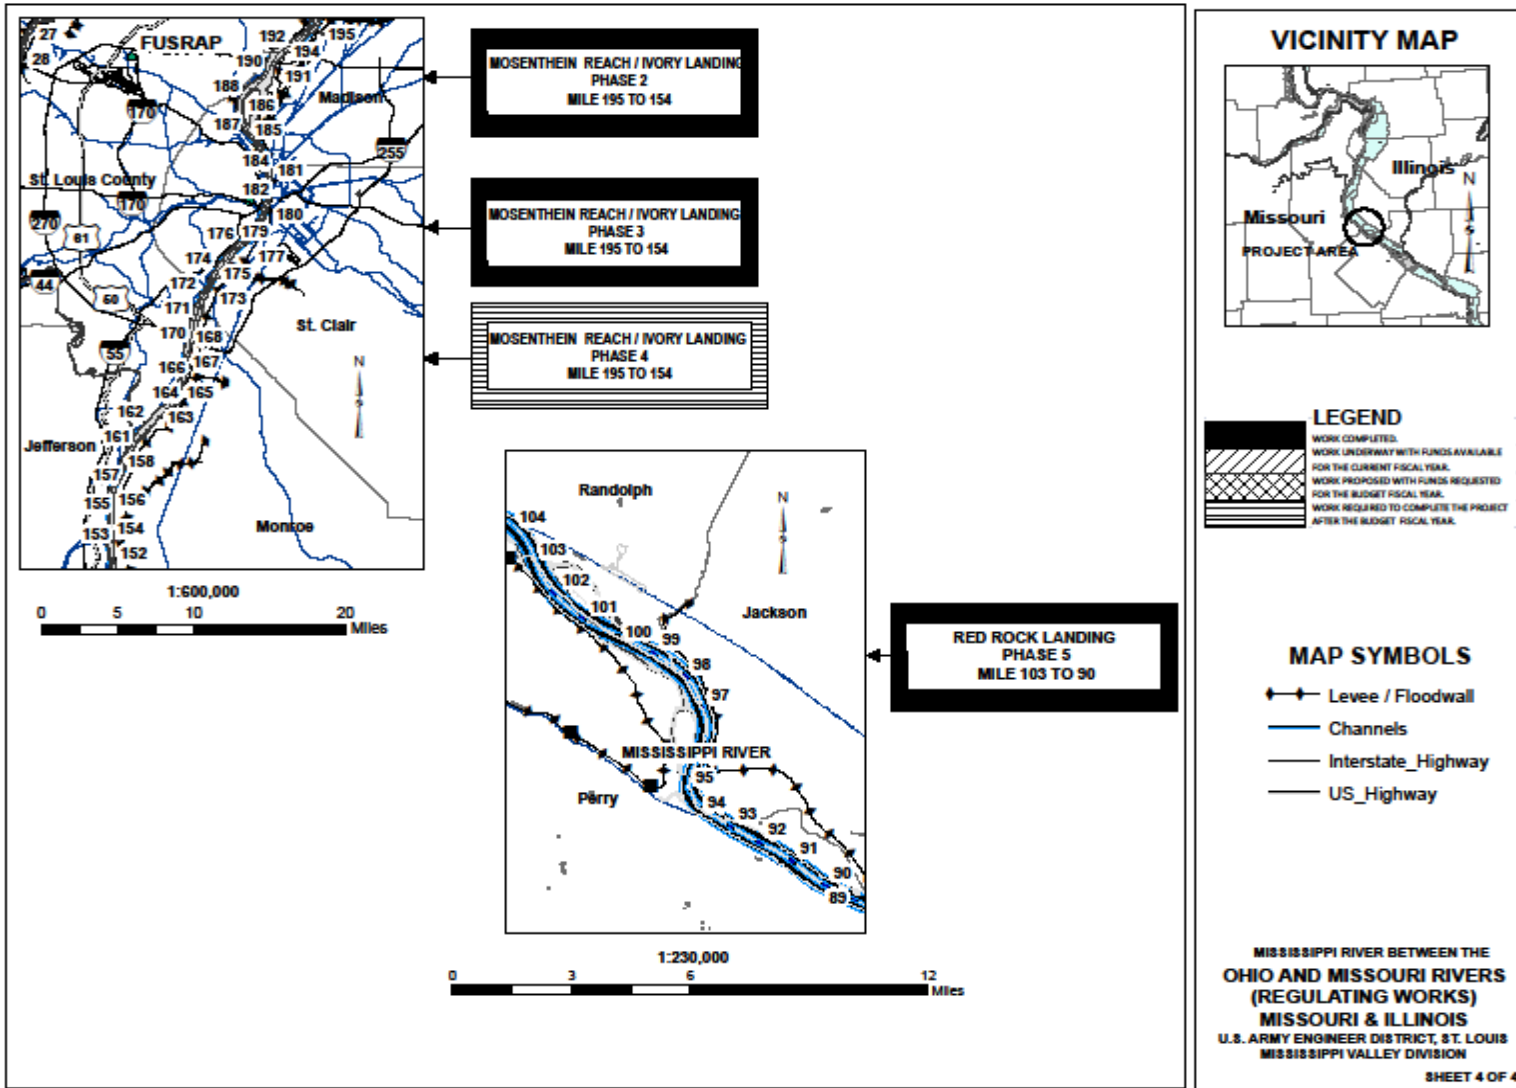 27
28
FUSRAP
192
195
194
190
191
188
186
Madison
170
187
185
184
181
255
St. Louis County
182
170
180
270
61
176
179
177
174
175
44
172
173
50
171
St. Clair
170
168
55
167
N
166
164
165
162
163
Jefferson
161
158
157
156
155
154
Monroe
153
152
1:600,000
0 5 10 20
Miles
MOSENTHEIN REACH / IVORY LANDING
PHASE 2
MILE 195 TO 154
MOSENTHEIN REACH / IVORY LANDING
PHASE 3
MILE 195 TO 154
MOSENTHEIN REACH / IVORY LANDING
PHASE 4
MILE 195 TO 154
Randolph
N
104
103
102
101
Jackson
100
99
98
97
MISSISSIPPI RIVER
95
Perry
94
93
92
91
90
89
1:230,000
0 3 6 12
Miles
RED ROCK LANDING
PHASE 5
MILE 103 TO 90
VICINITY MAP
Illinois
N
Missouri
PROJECT AREA
LEGEND
WORK COMPLETED.
WORK UNDERWAY WITH FUNDS AVAILABLE
FOR THE CURRENT FISCAL YEAR.
WORK PROPOSED WITH FUNDS REQUESTED
FOR THE BUDGET FISCAL YEAR.
WORK REQUIRED TO COMPLETE THE PROJECT
AFTER THE BUDGET FISCAL YEAR.
MAP SYMBOLS
Levee / Floodwall
Channels
Interstate_Highway
US_Highway
MISSISSIPPI RIVER BETWEEN THE
OHIO AND MISSOURI RIVERS
(REGULATING WORKS)
MISSOURI & ILLINOIS
U.S. ARMY ENGINEER DISTRICT, ST. LOUIS
MISSISSIPPI VALLEY DIVISION
SHEET 4 OF 4